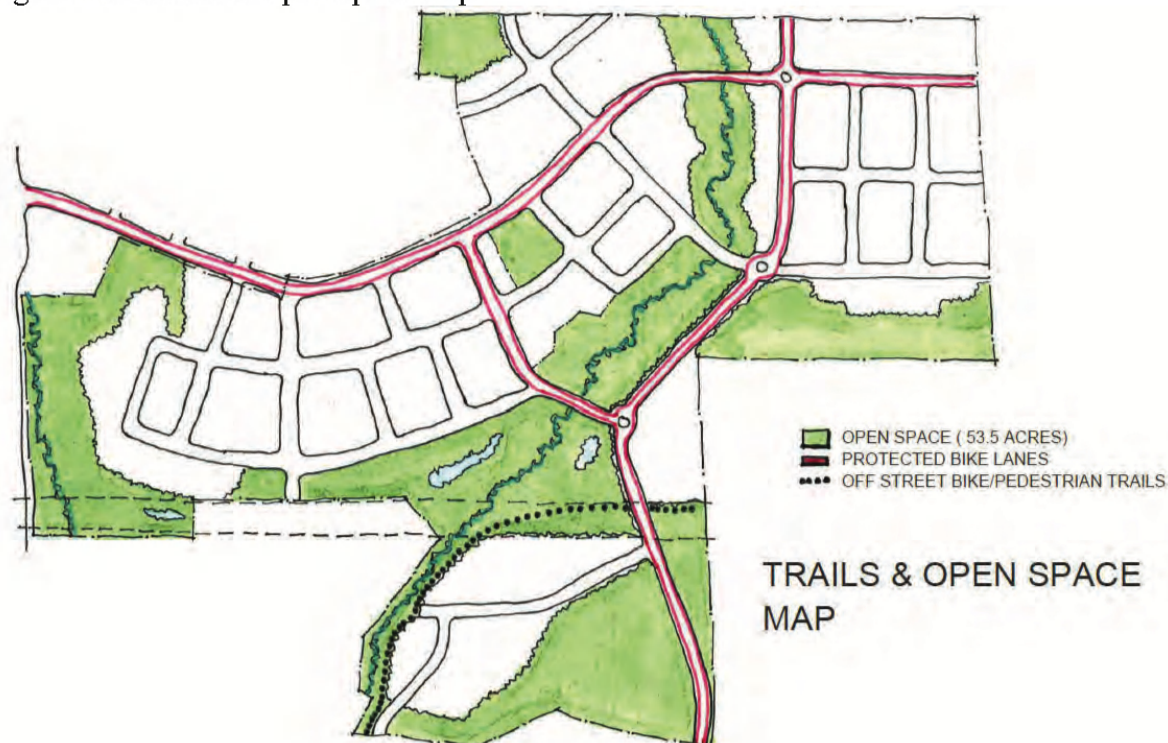 OPEN SPACE ( 53.5 ACRES)
PROTECTED BIKE LANES
OFF STREET BIKE/PEDESTRIAN TRAILS
TRAILS & OPEN SPACE
MAP